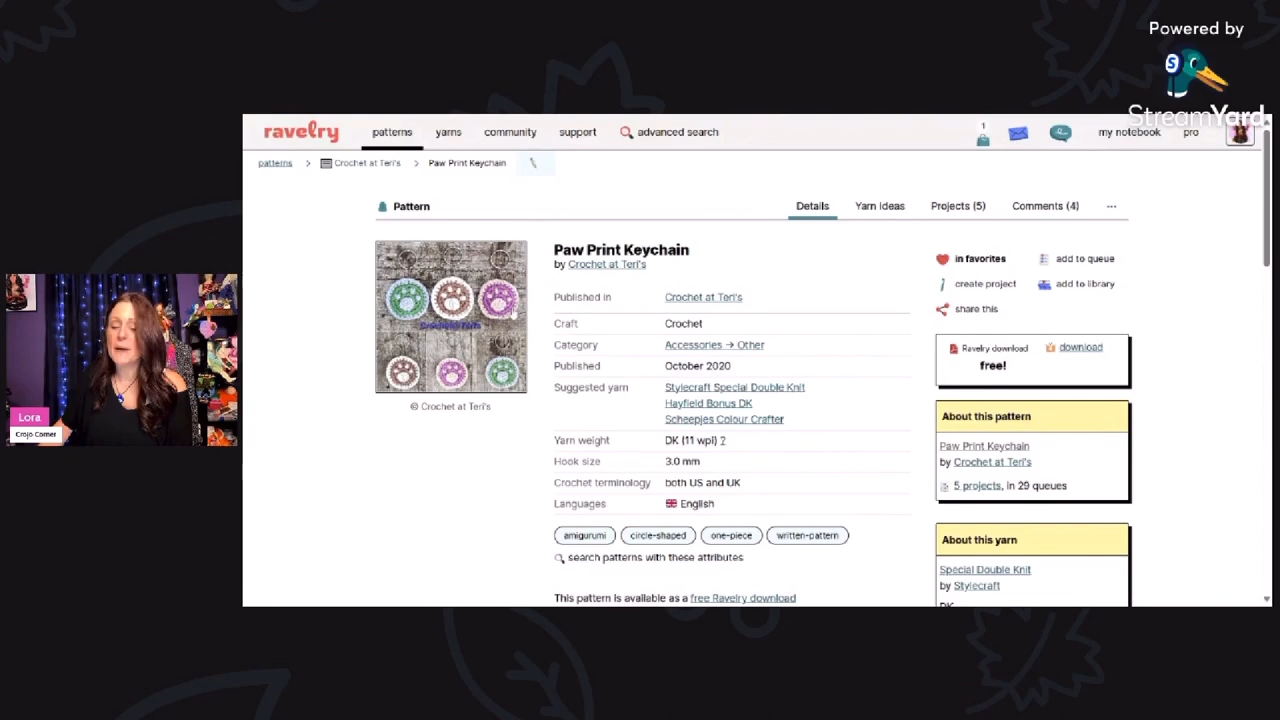 Powered by
StreamYard
ravelry
patterns
yarns
community
support
advanced search
1
my notebook
pro
patterns > Crochet at Teri's > Paw Print Keychain
Pattern
Details
Yarn Ideas
Projects (5)
Comments (4)
...
Paw Print Keychain
by Crochet at Teri's
Published in Crochet at Teri's
Craft Crochet
Category Accessories → Other
Published October 2020
Suggested yarn Stylecraft Special Double Knit
Hayfield Bonus DK
Scheepjes Colour Crafter
Yarn weight DK (11 wpi) ?
Hook size 3.0 mm
Crochet terminology both US and UK
Languages English
amigurumi
circle-shaped
one-piece
written-pattern
search patterns with these attributes
This pattern is available as a free Ravelry download
© Crochet at Teri's
in favorites
add to queue
create project
add to library
share this
Ravelry download
free!
download
About this pattern
Paw Print Keychain
by Crochet at Teri's
5 projects, in 29 queues
About this yarn
Special Double Knit
by Stylecraft
DK
Lora
Crojo Corner